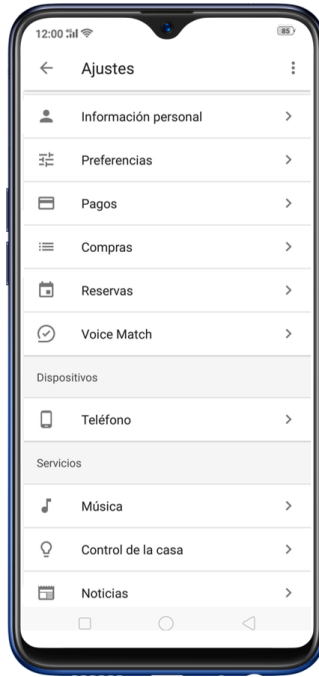 12:00
85
Ajustes
Información personal
Preferencias
Pagos
Compras
Reservas
Voice Match
Dispositivos
Teléfono
Servicios
Música
Control de la casa
Noticias